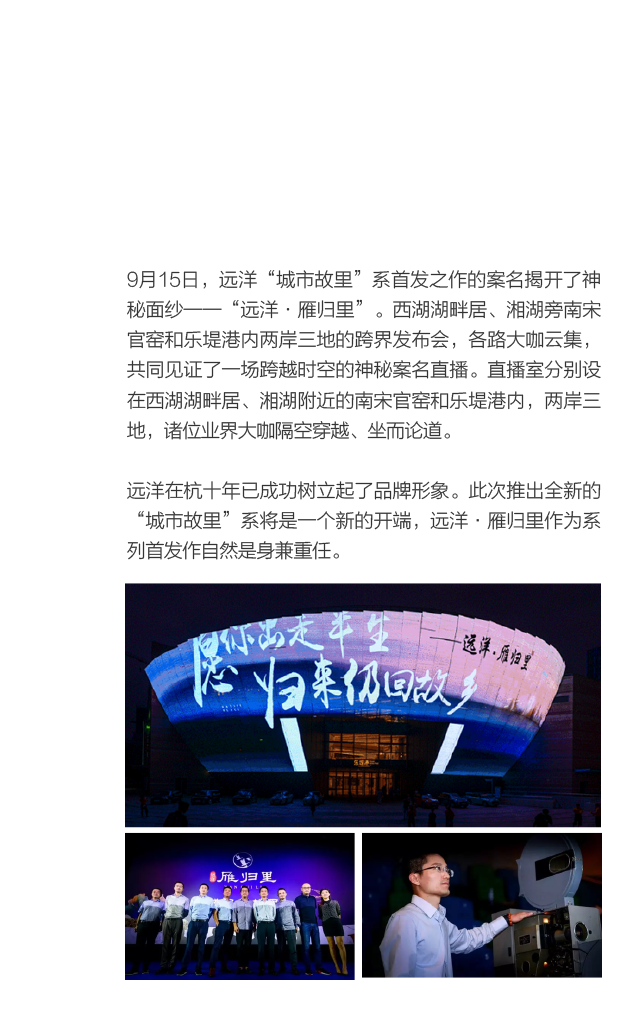 9月15日，远洋“城市故里”系首发之作的案名揭开了神
秘面纱——“远洋·雁归里”。西湖湖畔居、湘湖旁南宋
官窑和乐堤港内两岸三地的跨界发布会，各路大咖云集，
共同见证了一场跨越时空的神秘案名直播。直播室分别设
在西湖湖畔居、湘湖附近的南宋官窑和乐堤港内，两岸三
地，诸位业界大咖隔空穿越、坐而论道。
远洋在杭十年已成功树立起了品牌形象。此次推出全新的
“城市故里”系将是一个新的开端，远洋·雁归里作为系
列首发作自然是身兼重任。
愿你出走半生
——远洋·雁归里
归来仍回故乡
雁归里